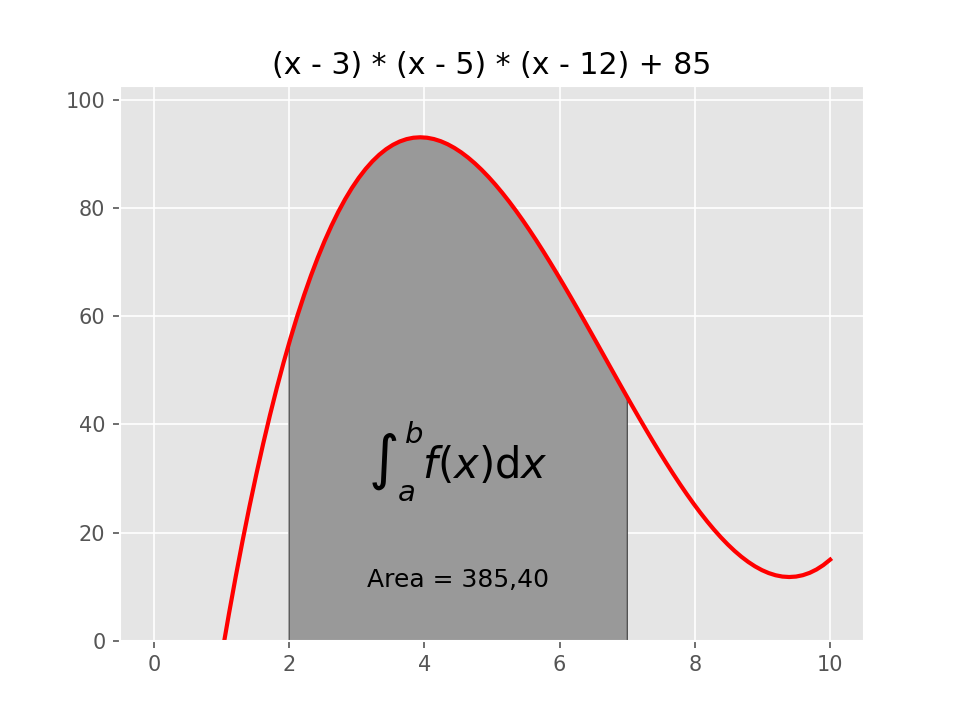 (x - 3) * (x - 5) * (x - 12) + 85
100
80
60
40
20
0
∫ₐᵇ f(x)dx
Area = 385,40
0 2 4 6 8 10